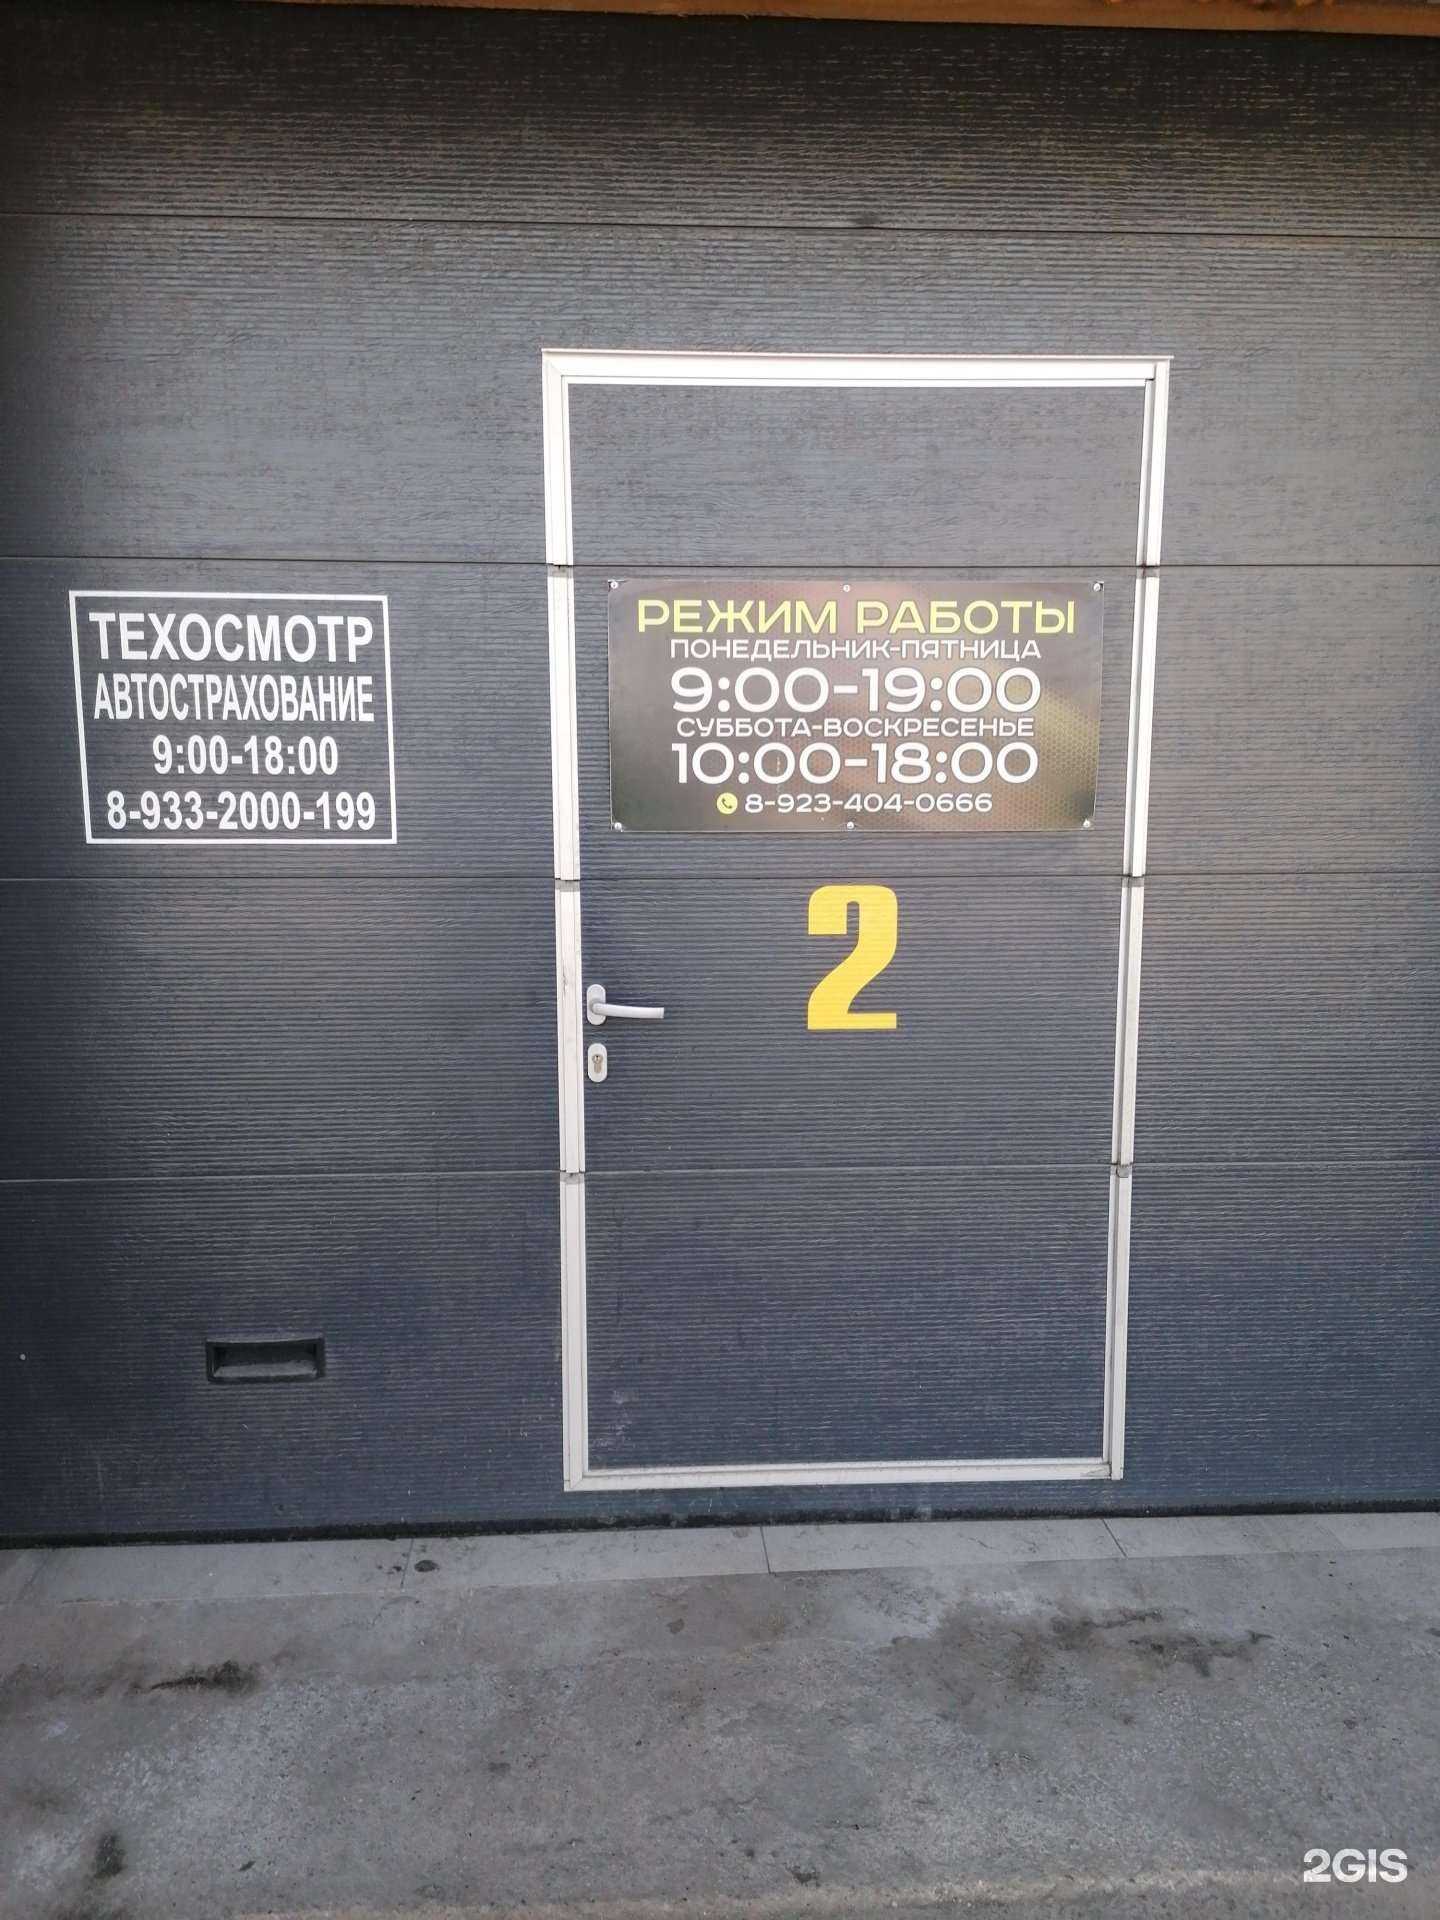 ТЕХОСМОТР
АВТОСТРАХОВАНИЕ
9:00-18:00
8-933-2000-199
РЕЖИМ РАБОТЫ
ПОНЕДЕЛЬНИК-ПЯТНИЦА
9:00-19:00
СУББОТА-ВОСКРЕСЕНЬЕ
10:00-18:00
8-923-404-0666
2
2GIS